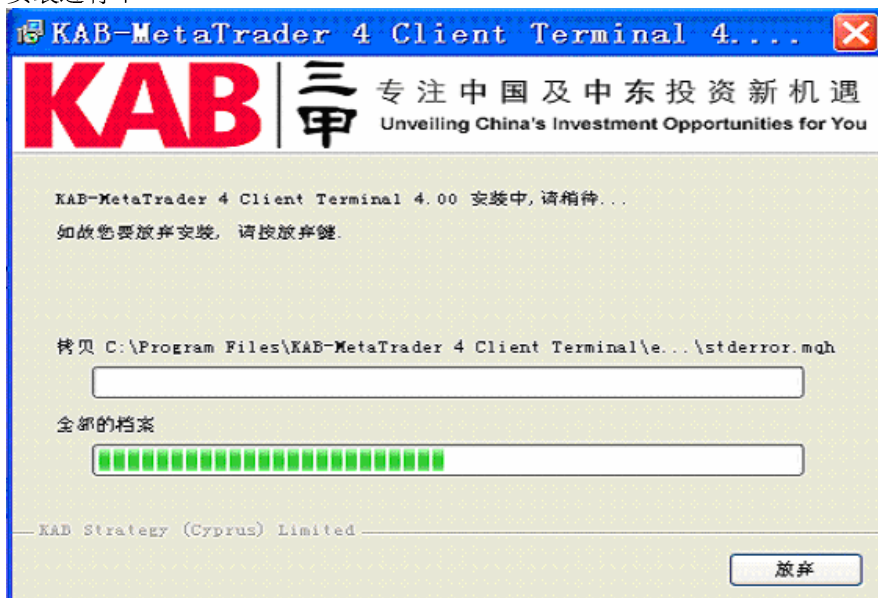 KAB-MetaTrader 4 Client Terminal 4....
KAB 三甲 专注中国及中东投资新机遇
Unveiling China's Investment Opportunities for You
KAB-MetaTrader 4 Client Terminal 4.00 安装中,请稍待...
如故您要放弃安装, 请按放弃键.
拷贝 C:\Program Files\KAB-MetaTrader 4 Client Terminal\e...\stderror.mqh
全部的档案
KAB Strategy (Cyprus) Limited
放弃